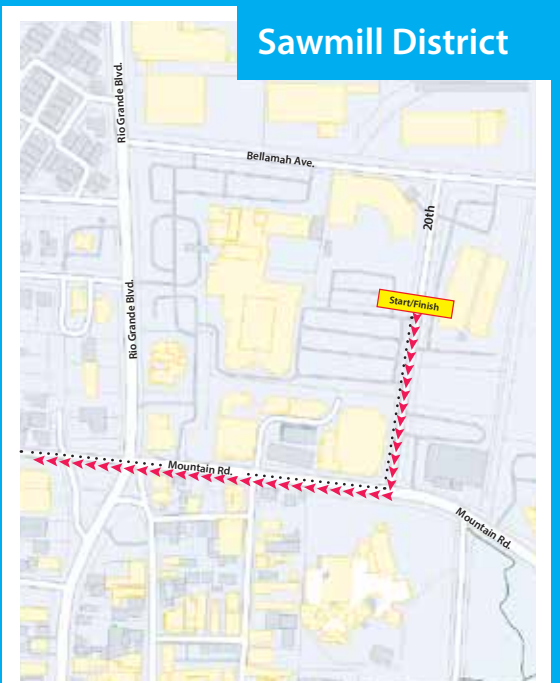 Sawmill District
Rio Grande Blvd.
Bellamah Ave.
20th
Start/Finish
Rio Grande Blvd.
Mountain Rd.
Mountain Rd.